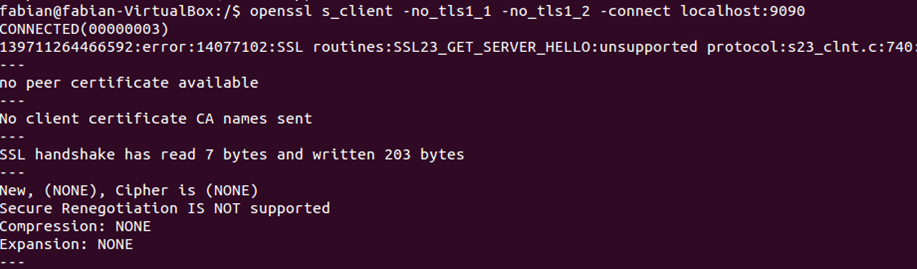 fabian@fabian-VirtualBox:/$ openssl s_client -no_tls1_1 -no_tls1_2 -connect localhost:9090
CONNECTED(00000003)
139711264466592:error:14077102:SSL routines:SSL23_GET_SERVER_HELLO:unsupported protocol:s23_clnt.c:740:
---
no peer certificate available
---
No client certificate CA names sent
---
SSL handshake has read 7 bytes and written 203 bytes
---
New, (NONE), Cipher is (NONE)
Secure Renegotiation IS NOT supported
Compression: NONE
Expansion: NONE
---